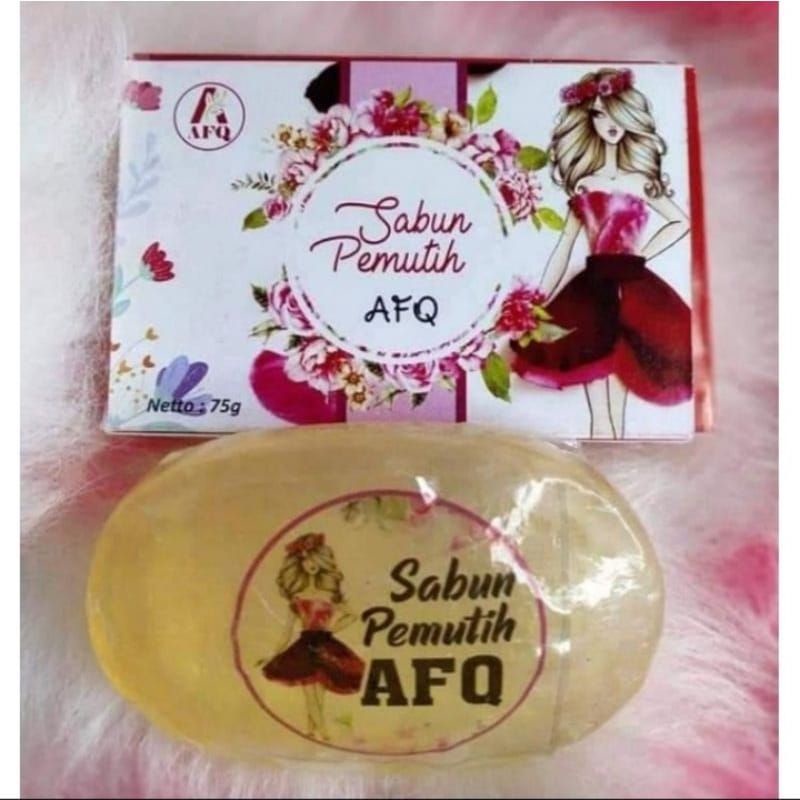 AFQ
Sabun
Pemutih
AFQ
Netto : 75g
Sabun
Pemutih
AFQ